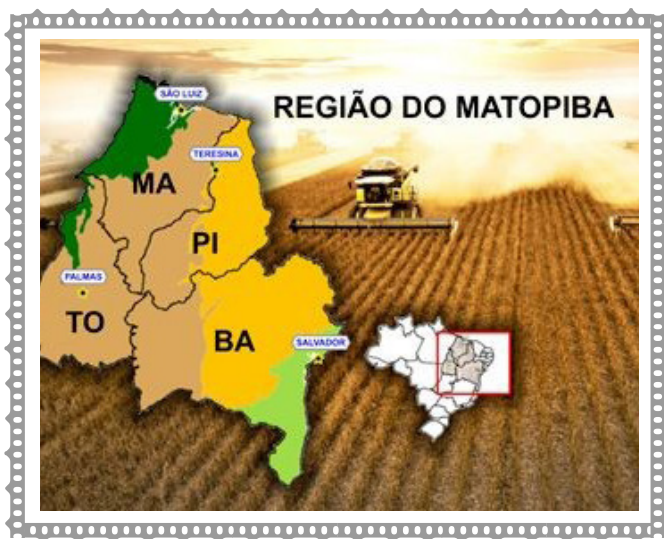 SÃO LUIZ
REGIÃO DO MATOPIBA
TERESINA
MA
PI
PALMAS
TO
BA
SALVADOR